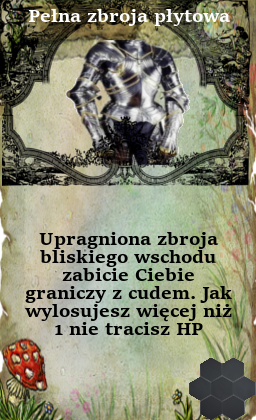 Pełna zbroja płytowa
Upragniona zbroja
bliskiego wschodu
zabicie Ciebie
graniczy z cudem. Jak
wylosujesz więcej niż
1 nie tracisz HP